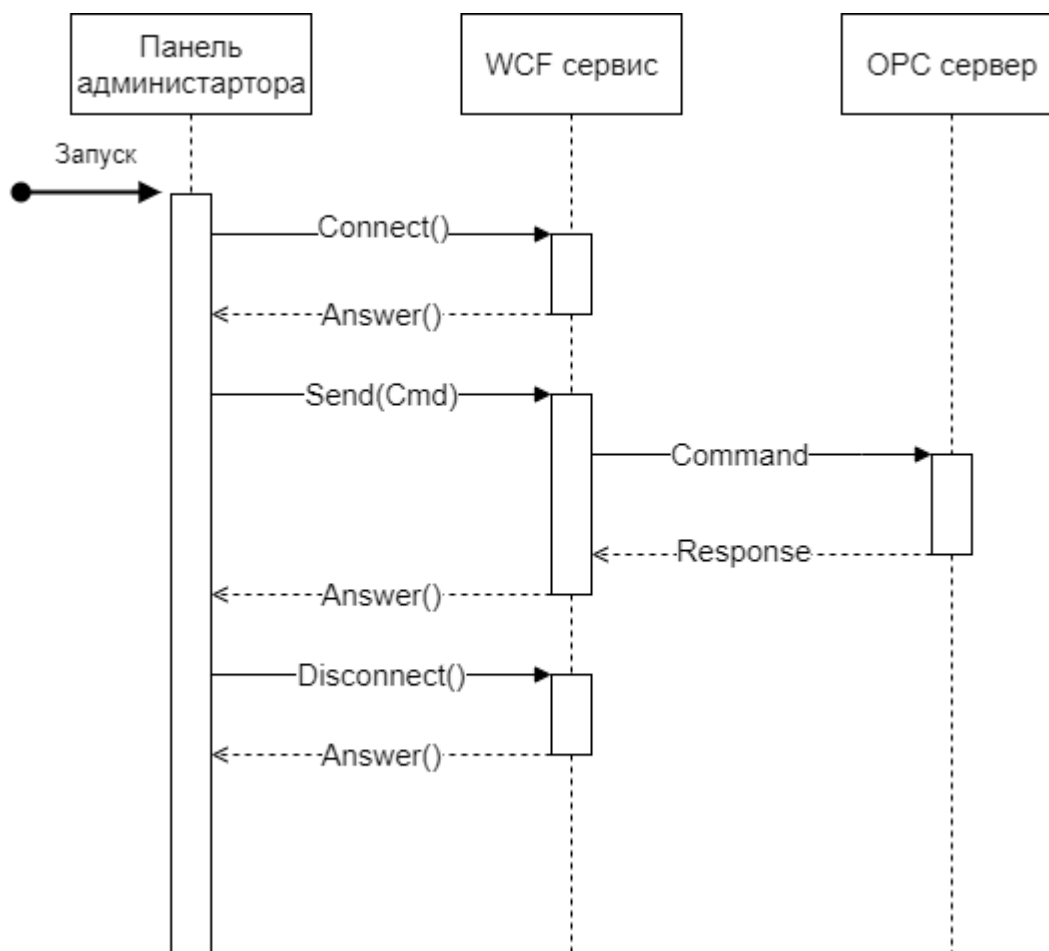 Панель
администартора
WCF сервис
OPC сервер
Запуск
Connect()
Answer()
Send(Cmd)
Command
Response
Answer()
Disconnect()
Answer()